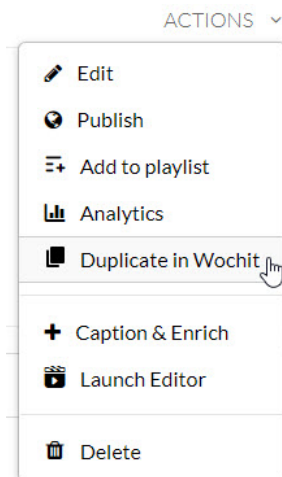 ACTIONS
Edit
Publish
Add to playlist
Analytics
Duplicate in Wochit
Caption & Enrich
Launch Editor
Delete